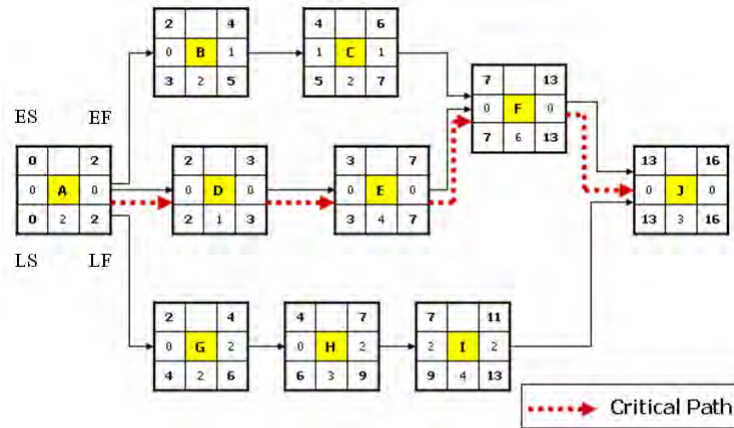 2 4
0 B 1
3 2 5
4 6
1 C 1
5 2 7
7 13
0 F 0
7 6 13
ES EF
0 2
0 A 0
0 2 2
LS LF
2 3
0 D 0
2 1 3
3 7
0 E 0
3 4 7
13 16
0 J 0
13 3 16
2 4
0 G 2
4 2 6
4 7
0 H 2
6 3 9
7 11
2 I 2
9 4 13
Critical Path